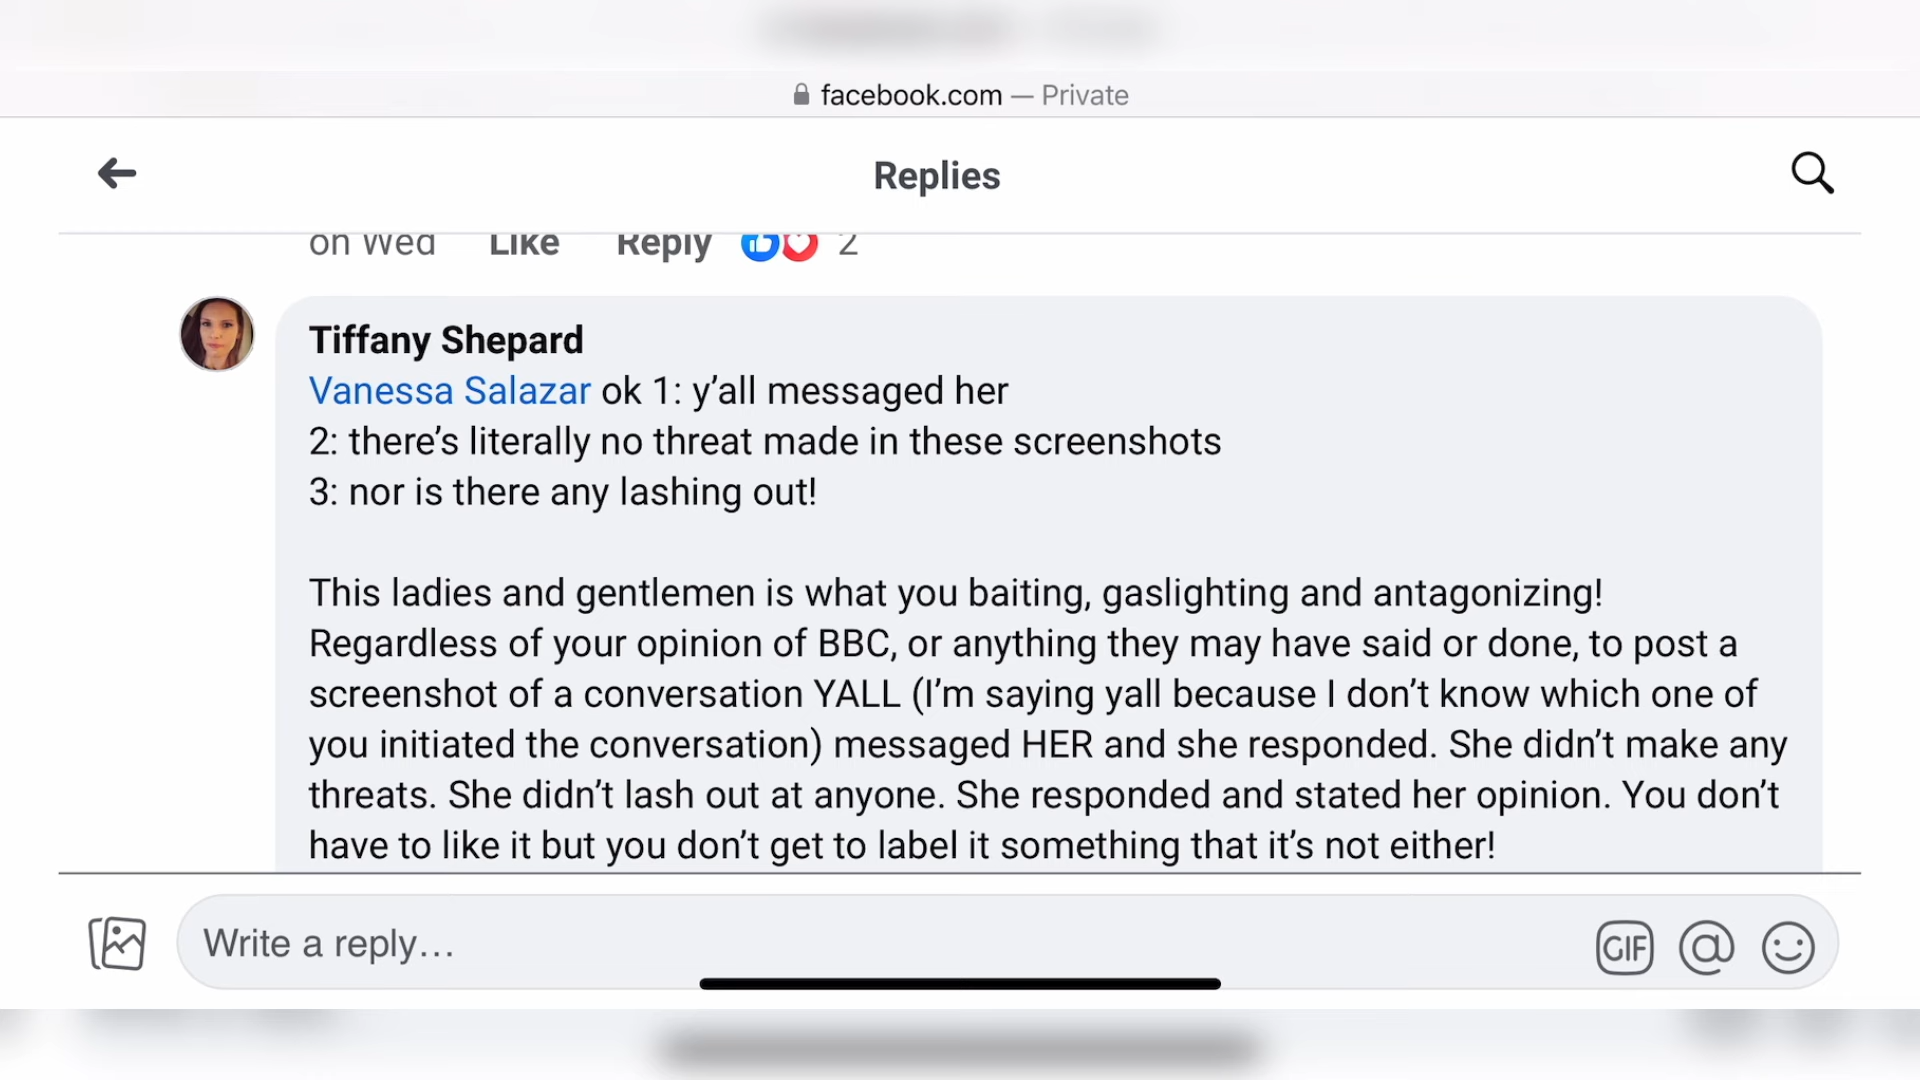 facebook.com — Private
Replies
on Wed Like Reply 2
Tiffany Shepard
Vanessa Salazar ok 1: y’all messaged her
2: there’s literally no threat made in these screenshots
3: nor is there any lashing out!
This ladies and gentlemen is what you baiting, gaslighting and antagonizing!
Regardless of your opinion of BBC, or anything they may have said or done, to post a
screenshot of a conversation YALL (I’m saying yall because I don’t know which one of
you initiated the conversation) messaged HER and she responded. She didn’t make any
threats. She didn’t lash out at anyone. She responded and stated her opinion. You don’t
have to like it but you don’t get to label it something that it’s not either!
Write a reply...
GIF @